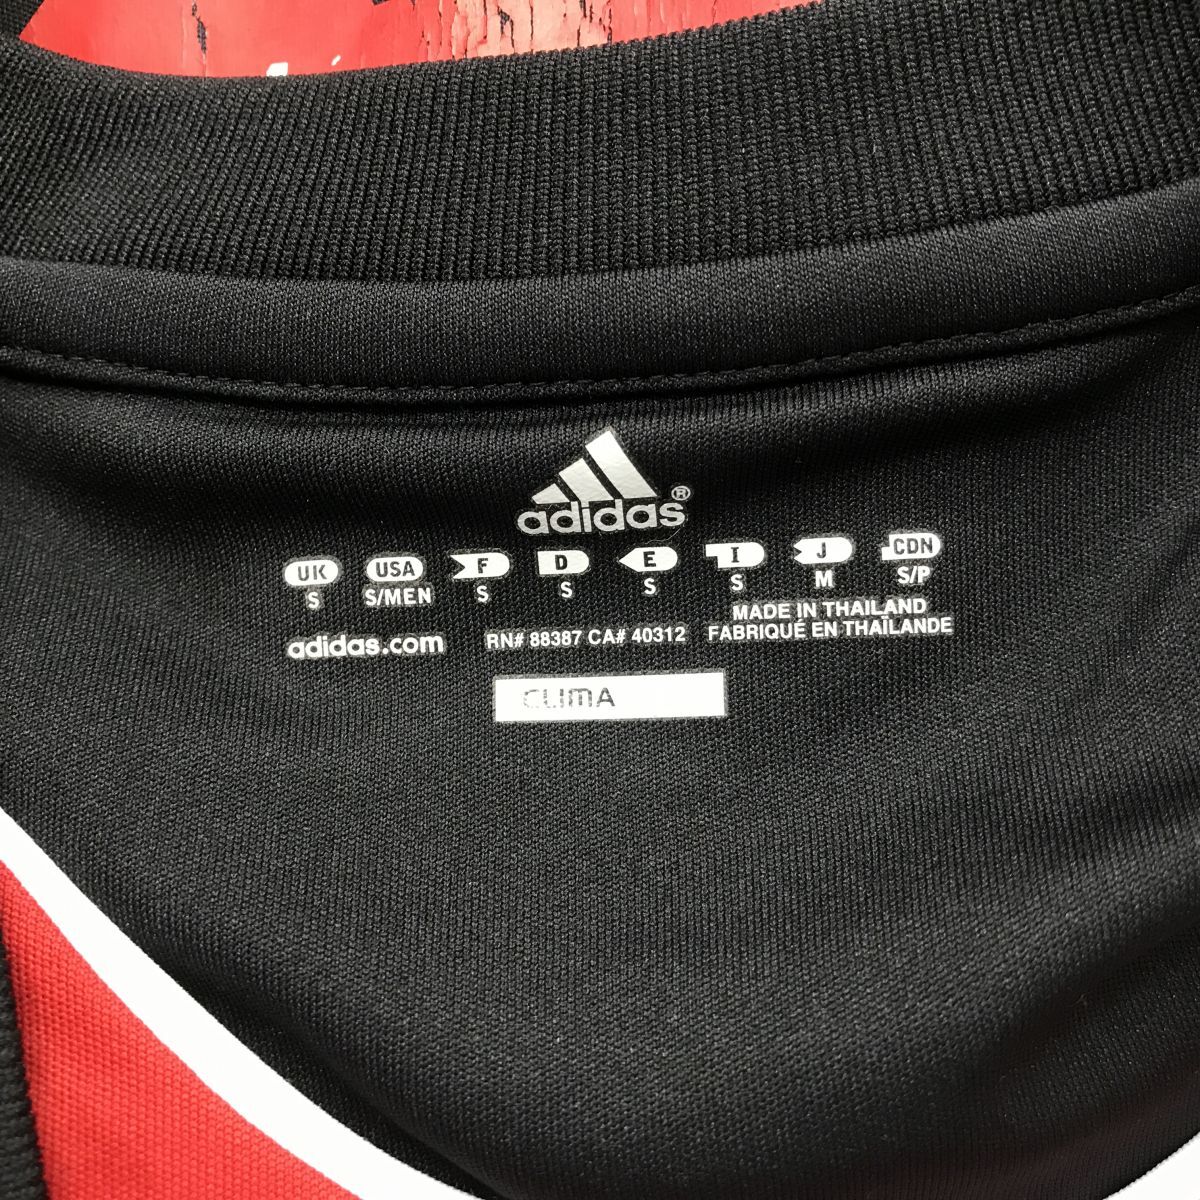 adidas®
UK USA F D E I J CDN
S S/MEN S S S S M S/P
adidas.com RN# 88387 CA# 40312 MADE IN THAILAND
FABRIQUÉ EN THAÏLANDE
CLIMA